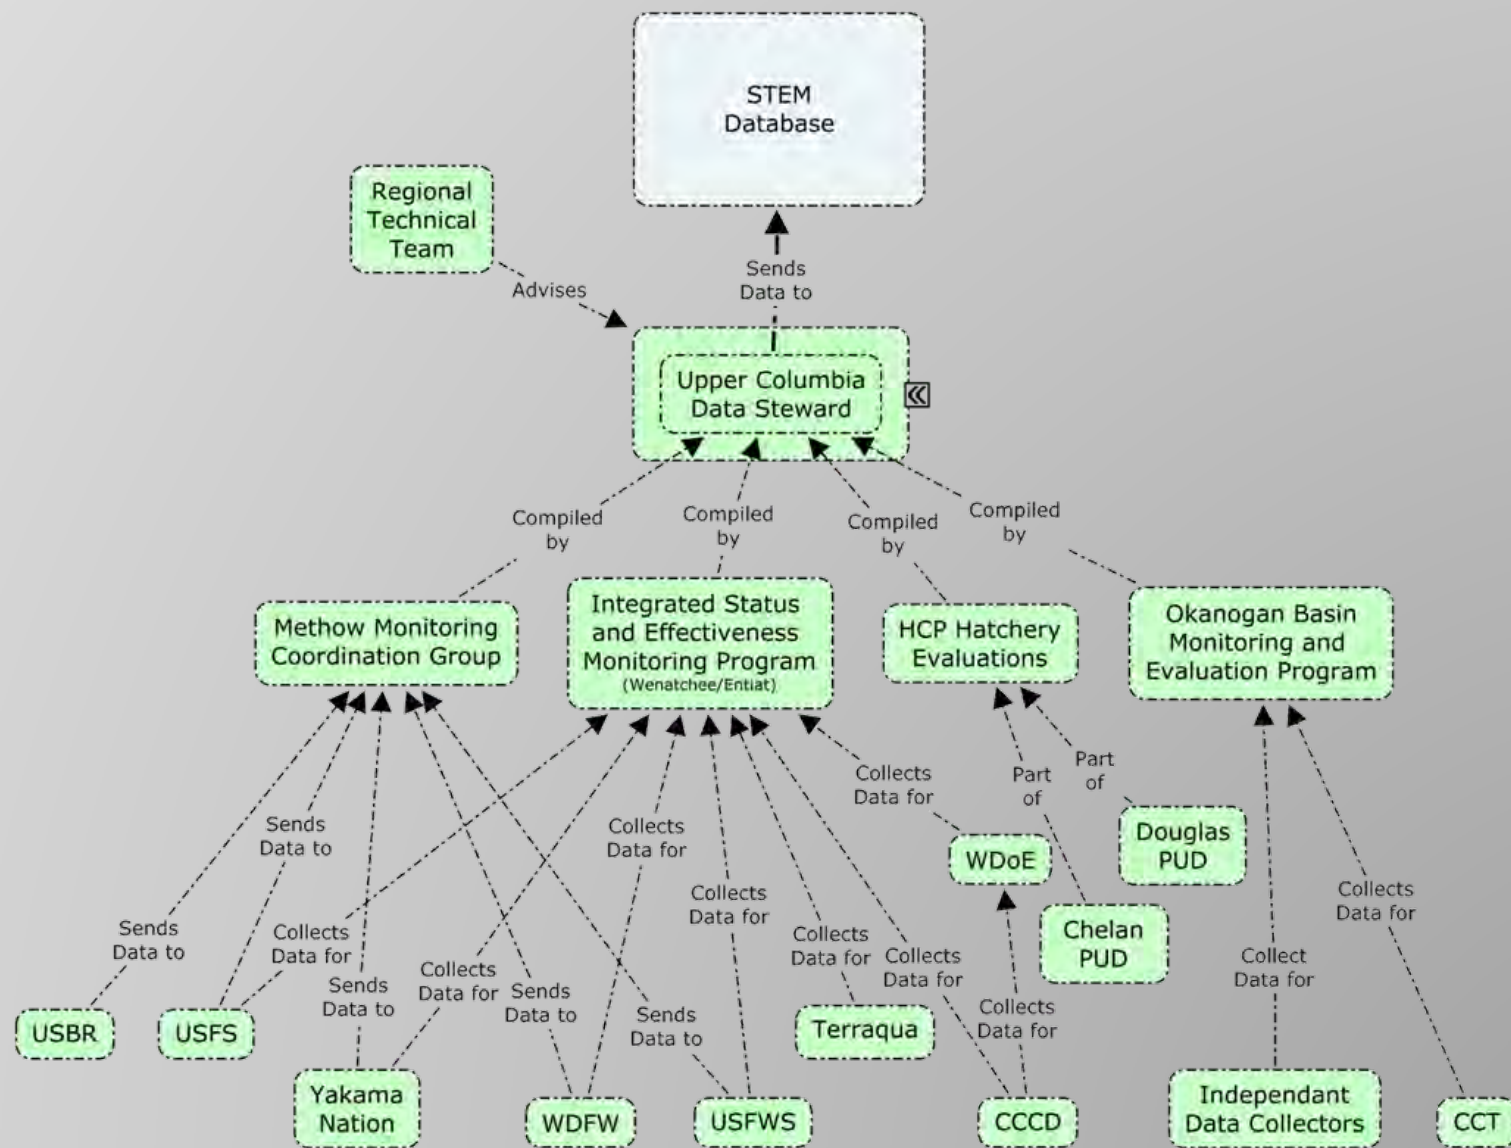 STEM
Database
Regional
Technical
Team
Advises
Sends
Data to
Upper Columbia
Data Steward
Compiled
by
Compiled
by
Compiled
by
Compiled
by
Methow Monitoring
Coordination Group
Integrated Status
and Effectiveness
Monitoring Program
(Wenatchee/Entiat)
HCP Hatchery
Evaluations
Okanogan Basin
Monitoring and
Evaluation Program
Collects
Data for
Part
of
Part
of
Sends
Data to
Collects
Data for
Douglas
PUD
WDoE
Collects
Data for
Collects
Data for
Chelan
PUD
Sends
Data to
Collects
Data for
Collects
Data for
Collects
Data for
Collect
Data for
Collects
Data for
Sends
Data to
Sends
Data to
Sends
Data to
Collects
Data for
USBR
USFS
Terraqua
Yakama
Nation
WDFW
USFWS
CCCD
Independant
Data Collectors
CCT